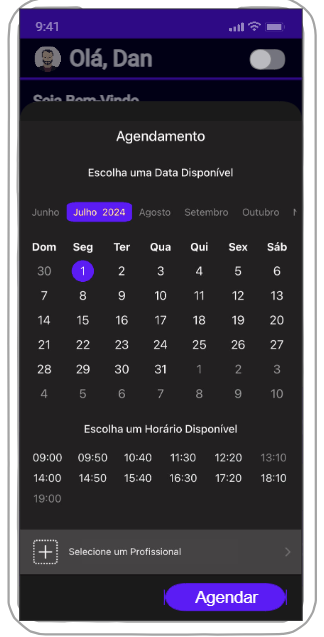 9:41
Olá, Dan
Seja Bem-Vindo
Agendamento
Escolha uma Data Disponível
Junho Julho 2024 Agosto Setembro Outubro N
Dom Seg Ter Qua Qui Sex Sáb
30 1 2 3 4 5 6
7 8 9 10 11 12 13
14 15 16 17 18 19 20
21 22 23 24 25 26 27
28 29 30 31 1 2 3
4 5 6 7 8 9 10
Escolha um Horário Disponível
09:00 09:50 10:40 11:30 12:20 13:10
14:00 14:50 15:40 16:30 17:20 18:10
19:00
Selecione um Profissional
Agendar